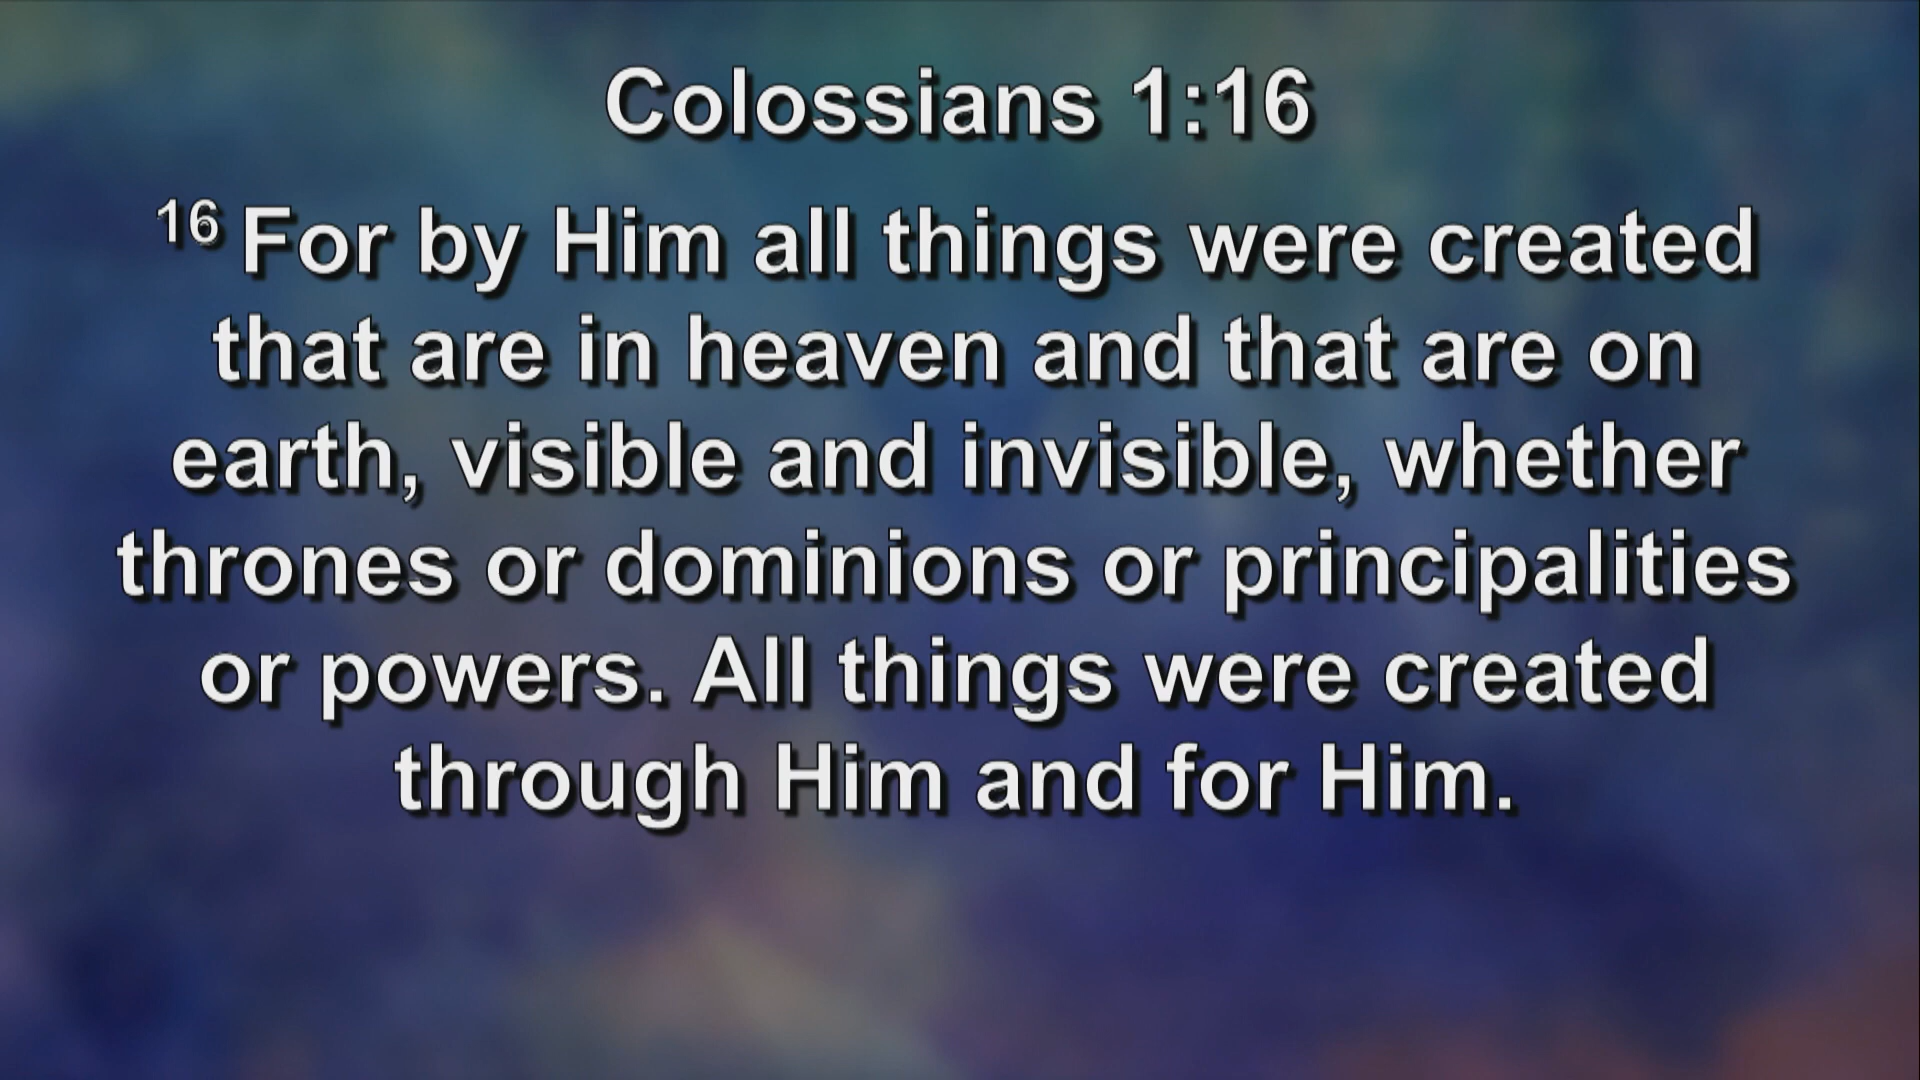 Colossians 1:16
16 For by Him all things were created
that are in heaven and that are on
earth, visible and invisible, whether
thrones or dominions or principalities
or powers. All things were created
through Him and for Him.